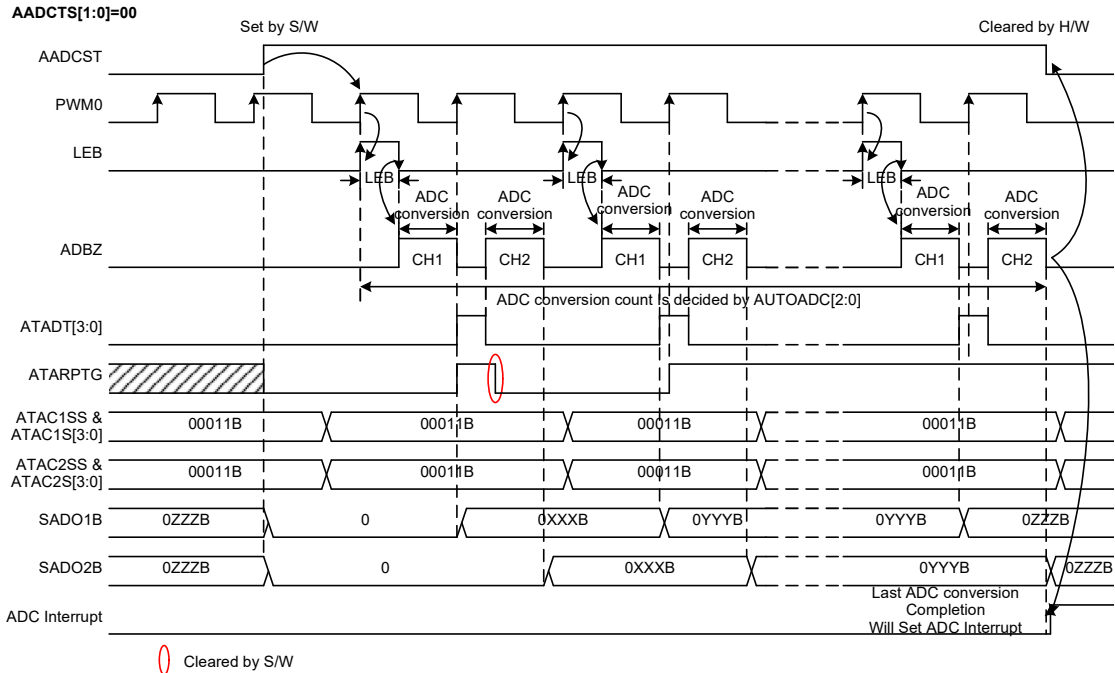 AADCTS[1:0]=00
Set by S/W
Cleared by H/W
AADCST
PWM0
LEB
LEB
LEB
LEB
ADC
conversion
ADC
conversion
ADC
conversion
ADC
conversion
ADC
conversion
ADC
conversion
ADBZ
CH1
CH2
CH1
CH2
CH1
CH2
ADC conversion count Is decided by AUTOADC[2:0]
ATADT[3:0]
ATARPTG
ATAC1SS &
ATAC1S[3:0]
00011B
00011B
00011B
00011B
ATAC2SS &
ATAC2S[3:0]
00011B
00011B
00011B
00011B
SADO1B
0ZZZB
0
0XXXB
0YYYB
0YYYB
0ZZZB
SADO2B
0ZZZB
0
0XXXB
0YYYB
0ZZZB
ADC Interrupt
Last ADC conversion
Completion
Will Set ADC Interrupt
Cleared by S/W